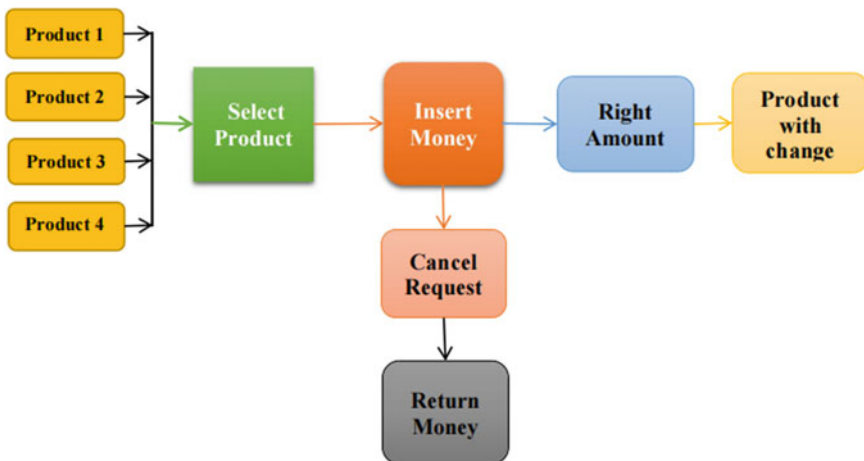 Product 1
Product 2
Product 3
Product 4
Select
Product
Insert
Money
Right
Amount
Product
with
change
Cancel
Request
Return
Money